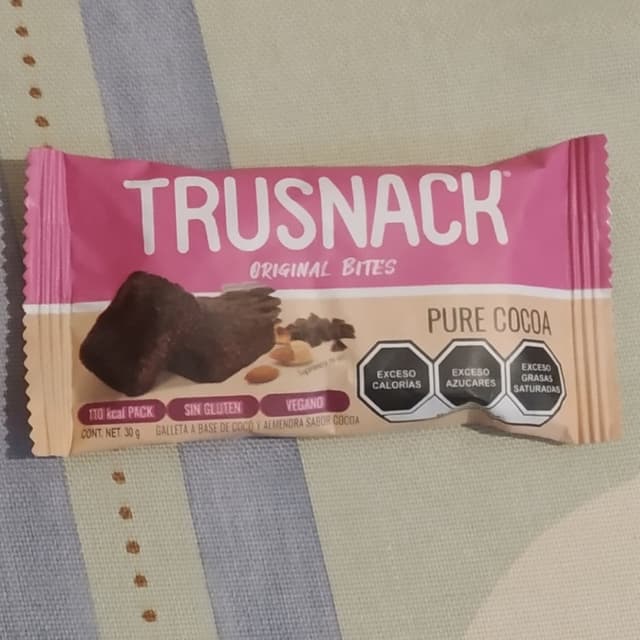 TRUSNACK
ORIGINAL BITES
PURE COCOA
EXCESO
CALORÍAS
EXCESO
AZUCARES
EXCESO
GRASAS
SATURADAS
110 kcal PACK
SIN GLUTEN
VEGANO
CONT. NET. 30 g
GALLETA A BASE DE COCO Y ALMENDRA SABOR COCOA